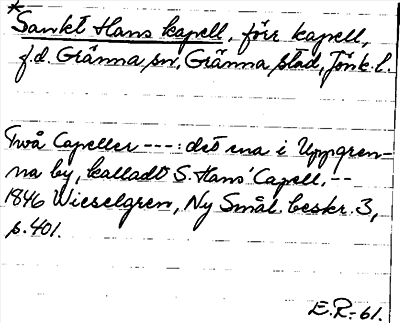 *
Sankt Hans kapell, förr kapell,
f.d. Gränna sn, Gränna stad, Jönk. l.
Två Capeller ---: det ena i Uppgren-
na by, kalladt S. Hans' Capell. --
1846 Wieselgren, Ny Smål. beskr. 3,
s. 401.
E.R. -61.